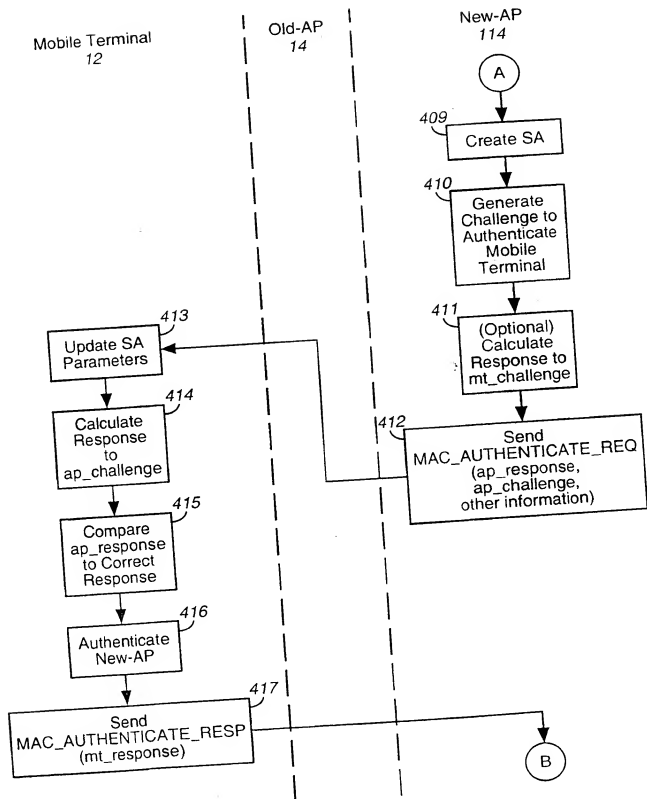 Mobile Terminal
12
Old-AP
14
New-AP
114
A
409
Create SA
410
Generate
Challenge to
Authenticate
Mobile
Terminal
411
(Optional)
Calculate
Response to
mt_challenge
412
Send
MAC_AUTHENTICATE_REQ
(ap_response,
ap_challenge,
other information)
413
Update SA
Parameters
414
Calculate
Response
to
ap_challenge
415
Compare
ap_response
to Correct
Response
416
Authenticate
New-AP
417
Send
MAC_AUTHENTICATE_RESP
(mt_response)
B